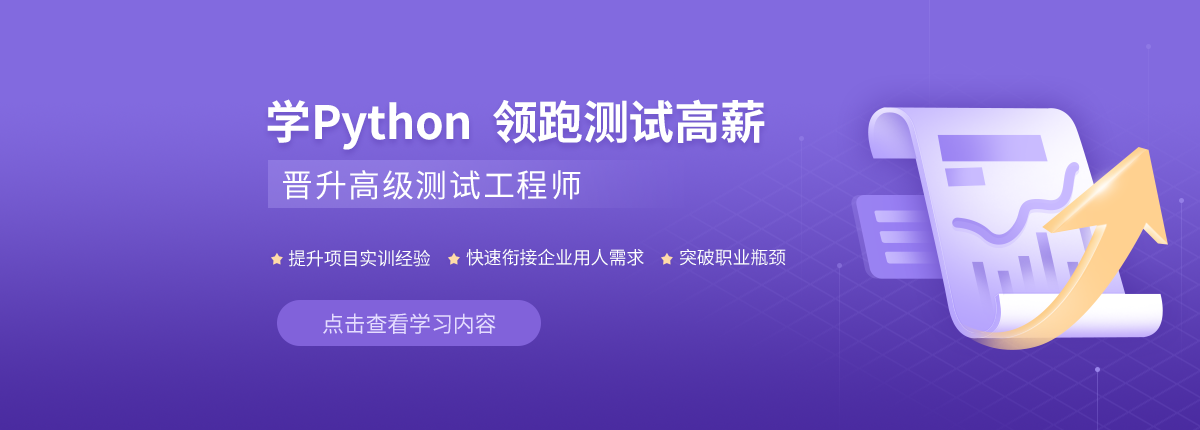 学Python 领跑测试高薪
晋升高级测试工程师
提升项目实训经验 快速衔接企业用人需求 突破职业瓶颈
点击查看学习内容